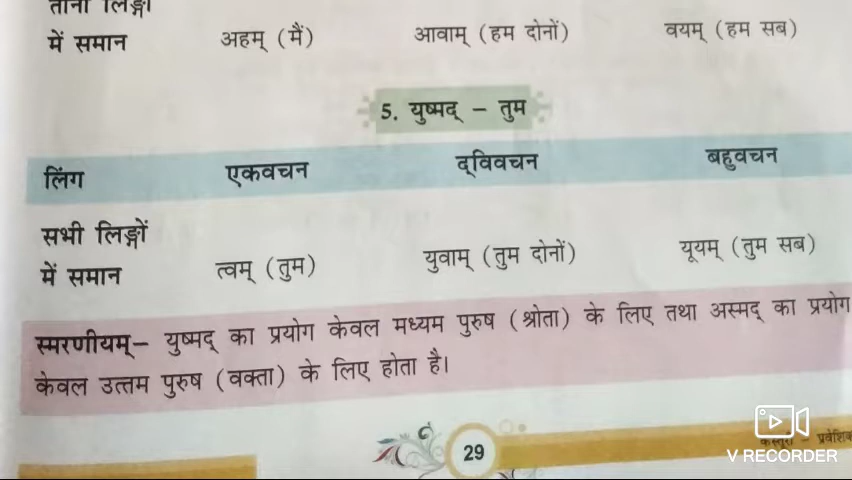 तीनों लिङ्गों
में समान अहम् (मैं) आवाम् (हम दोनों) वयम् (हम सब)
5. युष्मद् – तुम
लिंग एकवचन द्विवचन बहुवचन
सभी लिङ्गों
में समान त्वम् (तुम) युवाम् (तुम दोनों) यूयम् (तुम सब)
स्मरणीयम्– युष्मद् का प्रयोग केवल मध्यम पुरुष (श्रोता) के लिए तथा अस्मद् का प्रयोग
केवल उत्तम पुरुष (वक्ता) के लिए होता है।
29
V RECORDER